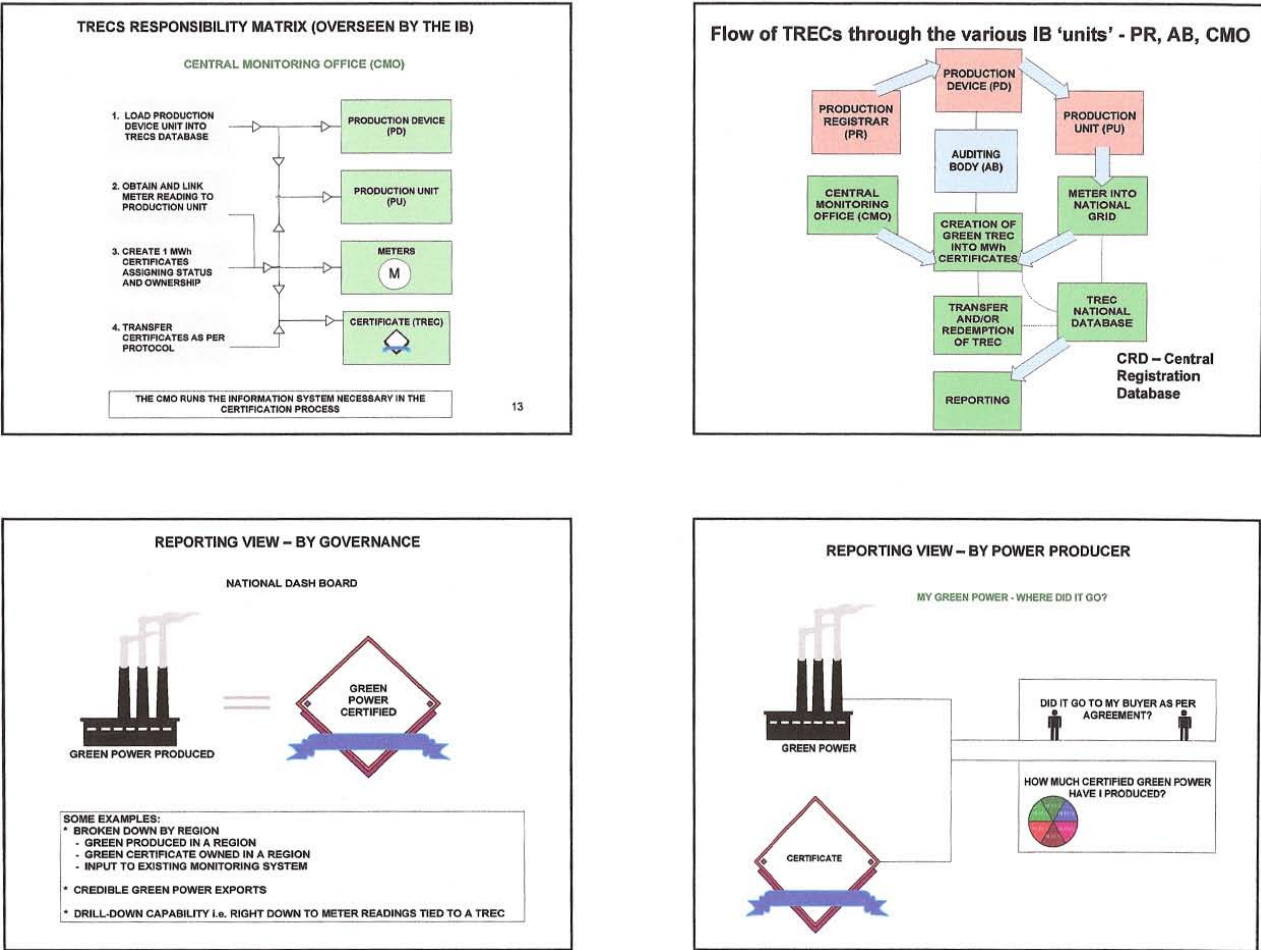 TRECS RESPONSIBILITY MATRIX (OVERSEEN BY THE IB)
CENTRAL MONITORING OFFICE (CMO)
1. LOAD PRODUCTION
DEVICE UNIT INTO
TRECS DATABASE
PRODUCTION DEVICE
(PD)
2. OBTAIN AND LINK
METER READING TO
PRODUCTION UNIT
PRODUCTION UNIT
(PU)
3. CREATE 1 MWh
CERTIFICATES
ASSIGNING STATUS
AND OWNERSHIP
METERS
M
4. TRANSFER
CERTIFICATES AS PER
PROTOCOL
CERTIFICATE (TREC)
THE CMO RUNS THE INFORMATION SYSTEM NECESSARY IN THE
CERTIFICATION PROCESS
13
Flow of TRECs through the various IB 'units' - PR, AB, CMO
PRODUCTION
DEVICE (PD)
PRODUCTION
REGISTRAR
(PR)
PRODUCTION
UNIT (PU)
AUDITING
BODY (AB)
CENTRAL
MONITORING
OFFICE (CMO)
METER INTO
NATIONAL
GRID
CREATION OF
GREEN TREC
INTO MWh
CERTIFICATES
TRANSFER
AND/OR
REDEMPTION
OF TREC
TREC
NATIONAL
DATABASE
CRD – Central
Registration
Database
REPORTING
REPORTING VIEW – BY GOVERNANCE
NATIONAL DASH BOARD
GREEN
POWER
CERTIFIED
GREEN POWER PRODUCED
SOME EXAMPLES:
* BROKEN DOWN BY REGION
- GREEN PRODUCED IN A REGION
- GREEN CERTIFICATE OWNED IN A REGION
- INPUT TO EXISTING MONITORING SYSTEM
* CREDIBLE GREEN POWER EXPORTS
* DRILL-DOWN CAPABILITY i.e. RIGHT DOWN TO METER READINGS TIED TO A TREC
REPORTING VIEW – BY POWER PRODUCER
MY GREEN POWER - WHERE DID IT GO?
GREEN POWER
DID IT GO TO MY BUYER AS PER
AGREEMENT?
HOW MUCH CERTIFIED GREEN POWER
HAVE I PRODUCED?
CERTIFICATE